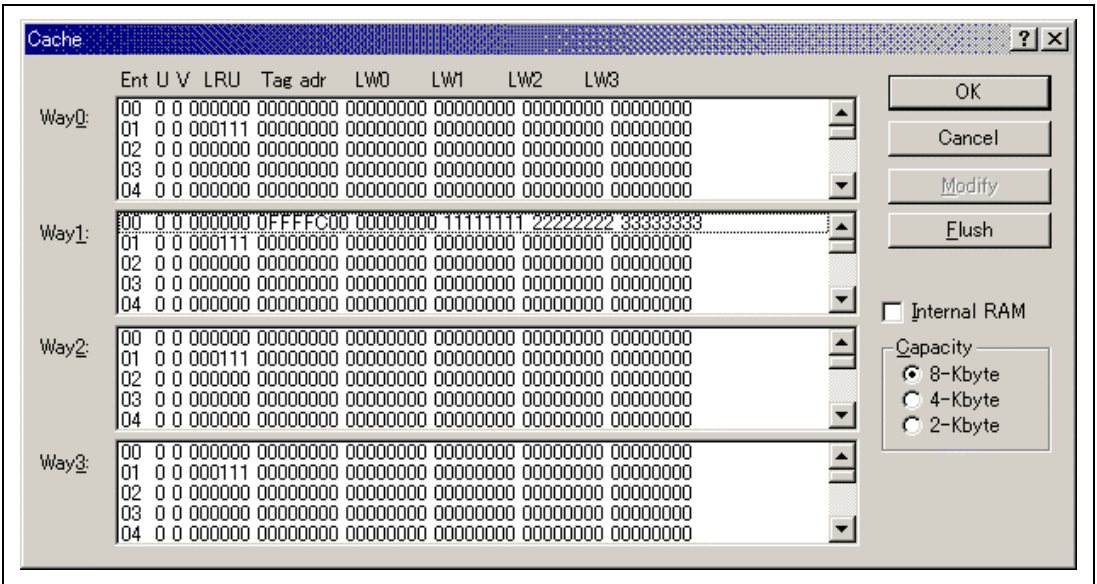 Cache
Ent U V LRU Tag adr LW0 LW1 LW2 LW3
Way0:
00 0 0 000000 00000000 00000000 00000000 00000000 00000000
01 0 0 000111 00000000 00000000 00000000 00000000 00000000
02 0 0 000000 00000000 00000000 00000000 00000000 00000000
03 0 0 000000 00000000 00000000 00000000 00000000 00000000
04 0 0 000000 00000000 00000000 00000000 00000000 00000000
Way1:
00 0 0 000000 0FFFFC00 00000000 11111111 22222222 33333333
01 0 0 000111 00000000 00000000 00000000 00000000 00000000
02 0 0 000000 00000000 00000000 00000000 00000000 00000000
03 0 0 000000 00000000 00000000 00000000 00000000 00000000
04 0 0 000000 00000000 00000000 00000000 00000000 00000000
Way2:
00 0 0 000000 00000000 00000000 00000000 00000000 00000000
01 0 0 000111 00000000 00000000 00000000 00000000 00000000
02 0 0 000000 00000000 00000000 00000000 00000000 00000000
03 0 0 000000 00000000 00000000 00000000 00000000 00000000
04 0 0 000000 00000000 00000000 00000000 00000000 00000000
Way3:
00 0 0 000000 00000000 00000000 00000000 00000000 00000000
01 0 0 000111 00000000 00000000 00000000 00000000 00000000
02 0 0 000000 00000000 00000000 00000000 00000000 00000000
03 0 0 000000 00000000 00000000 00000000 00000000 00000000
04 0 0 000000 00000000 00000000 00000000 00000000 00000000
OK
Cancel
Modify
Flush
Internal RAM
Capacity
8-Kbyte
4-Kbyte
2-Kbyte